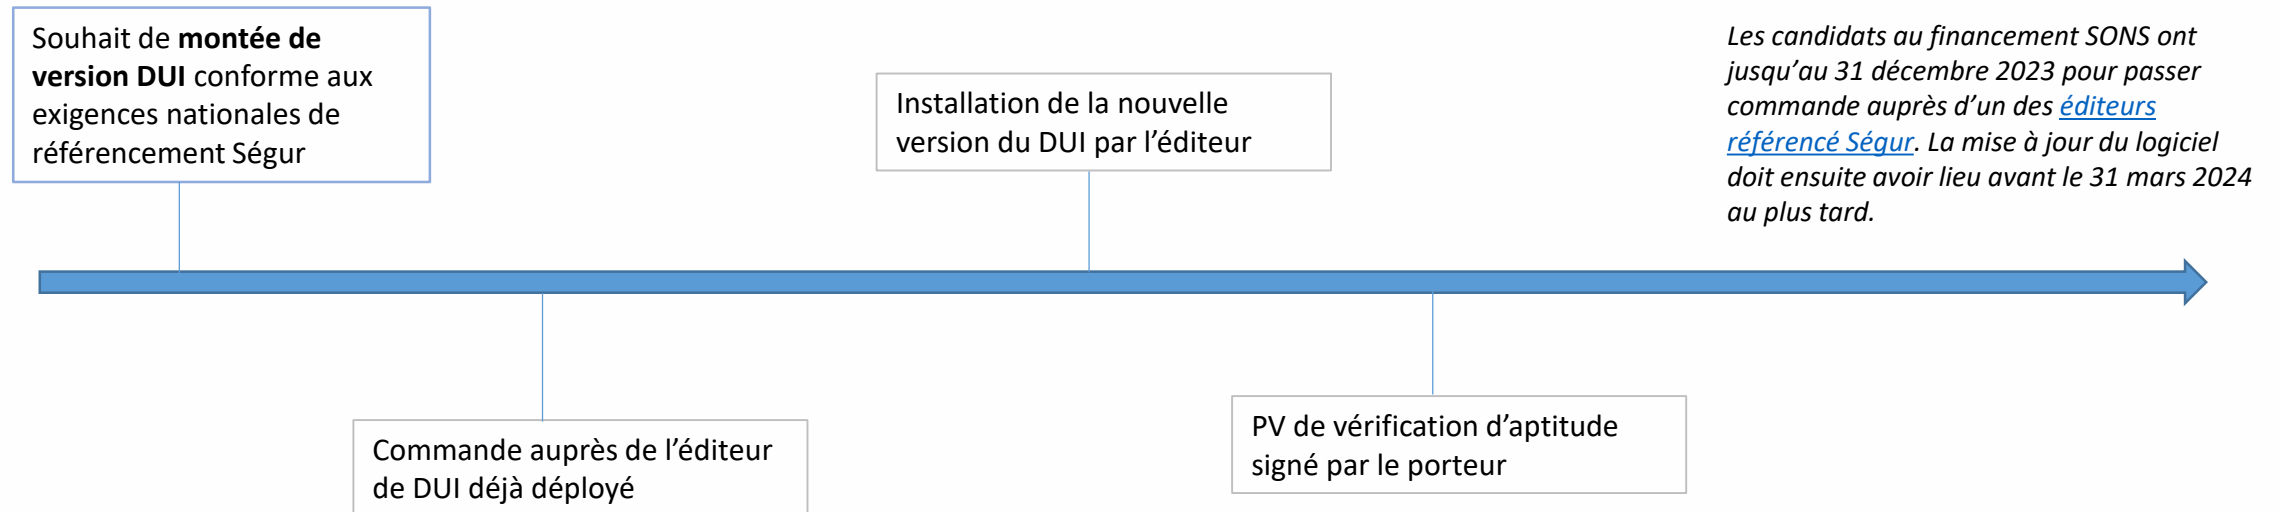 Souhait de montée de
version DUI conforme aux
exigences nationales de
référencement Ségur
Commande auprès de l’éditeur
de DUI déjà déployé
Installation de la nouvelle
version du DUI par l’éditeur
PV de vérification d’aptitude
signé par le porteur
Les candidats au financement SONS ont
jusqu’au 31 décembre 2023 pour passer
commande auprès d’un des éditeurs
référencé Ségur. La mise à jour du logiciel
doit ensuite avoir lieu avant le 31 mars 2024
au plus tard.